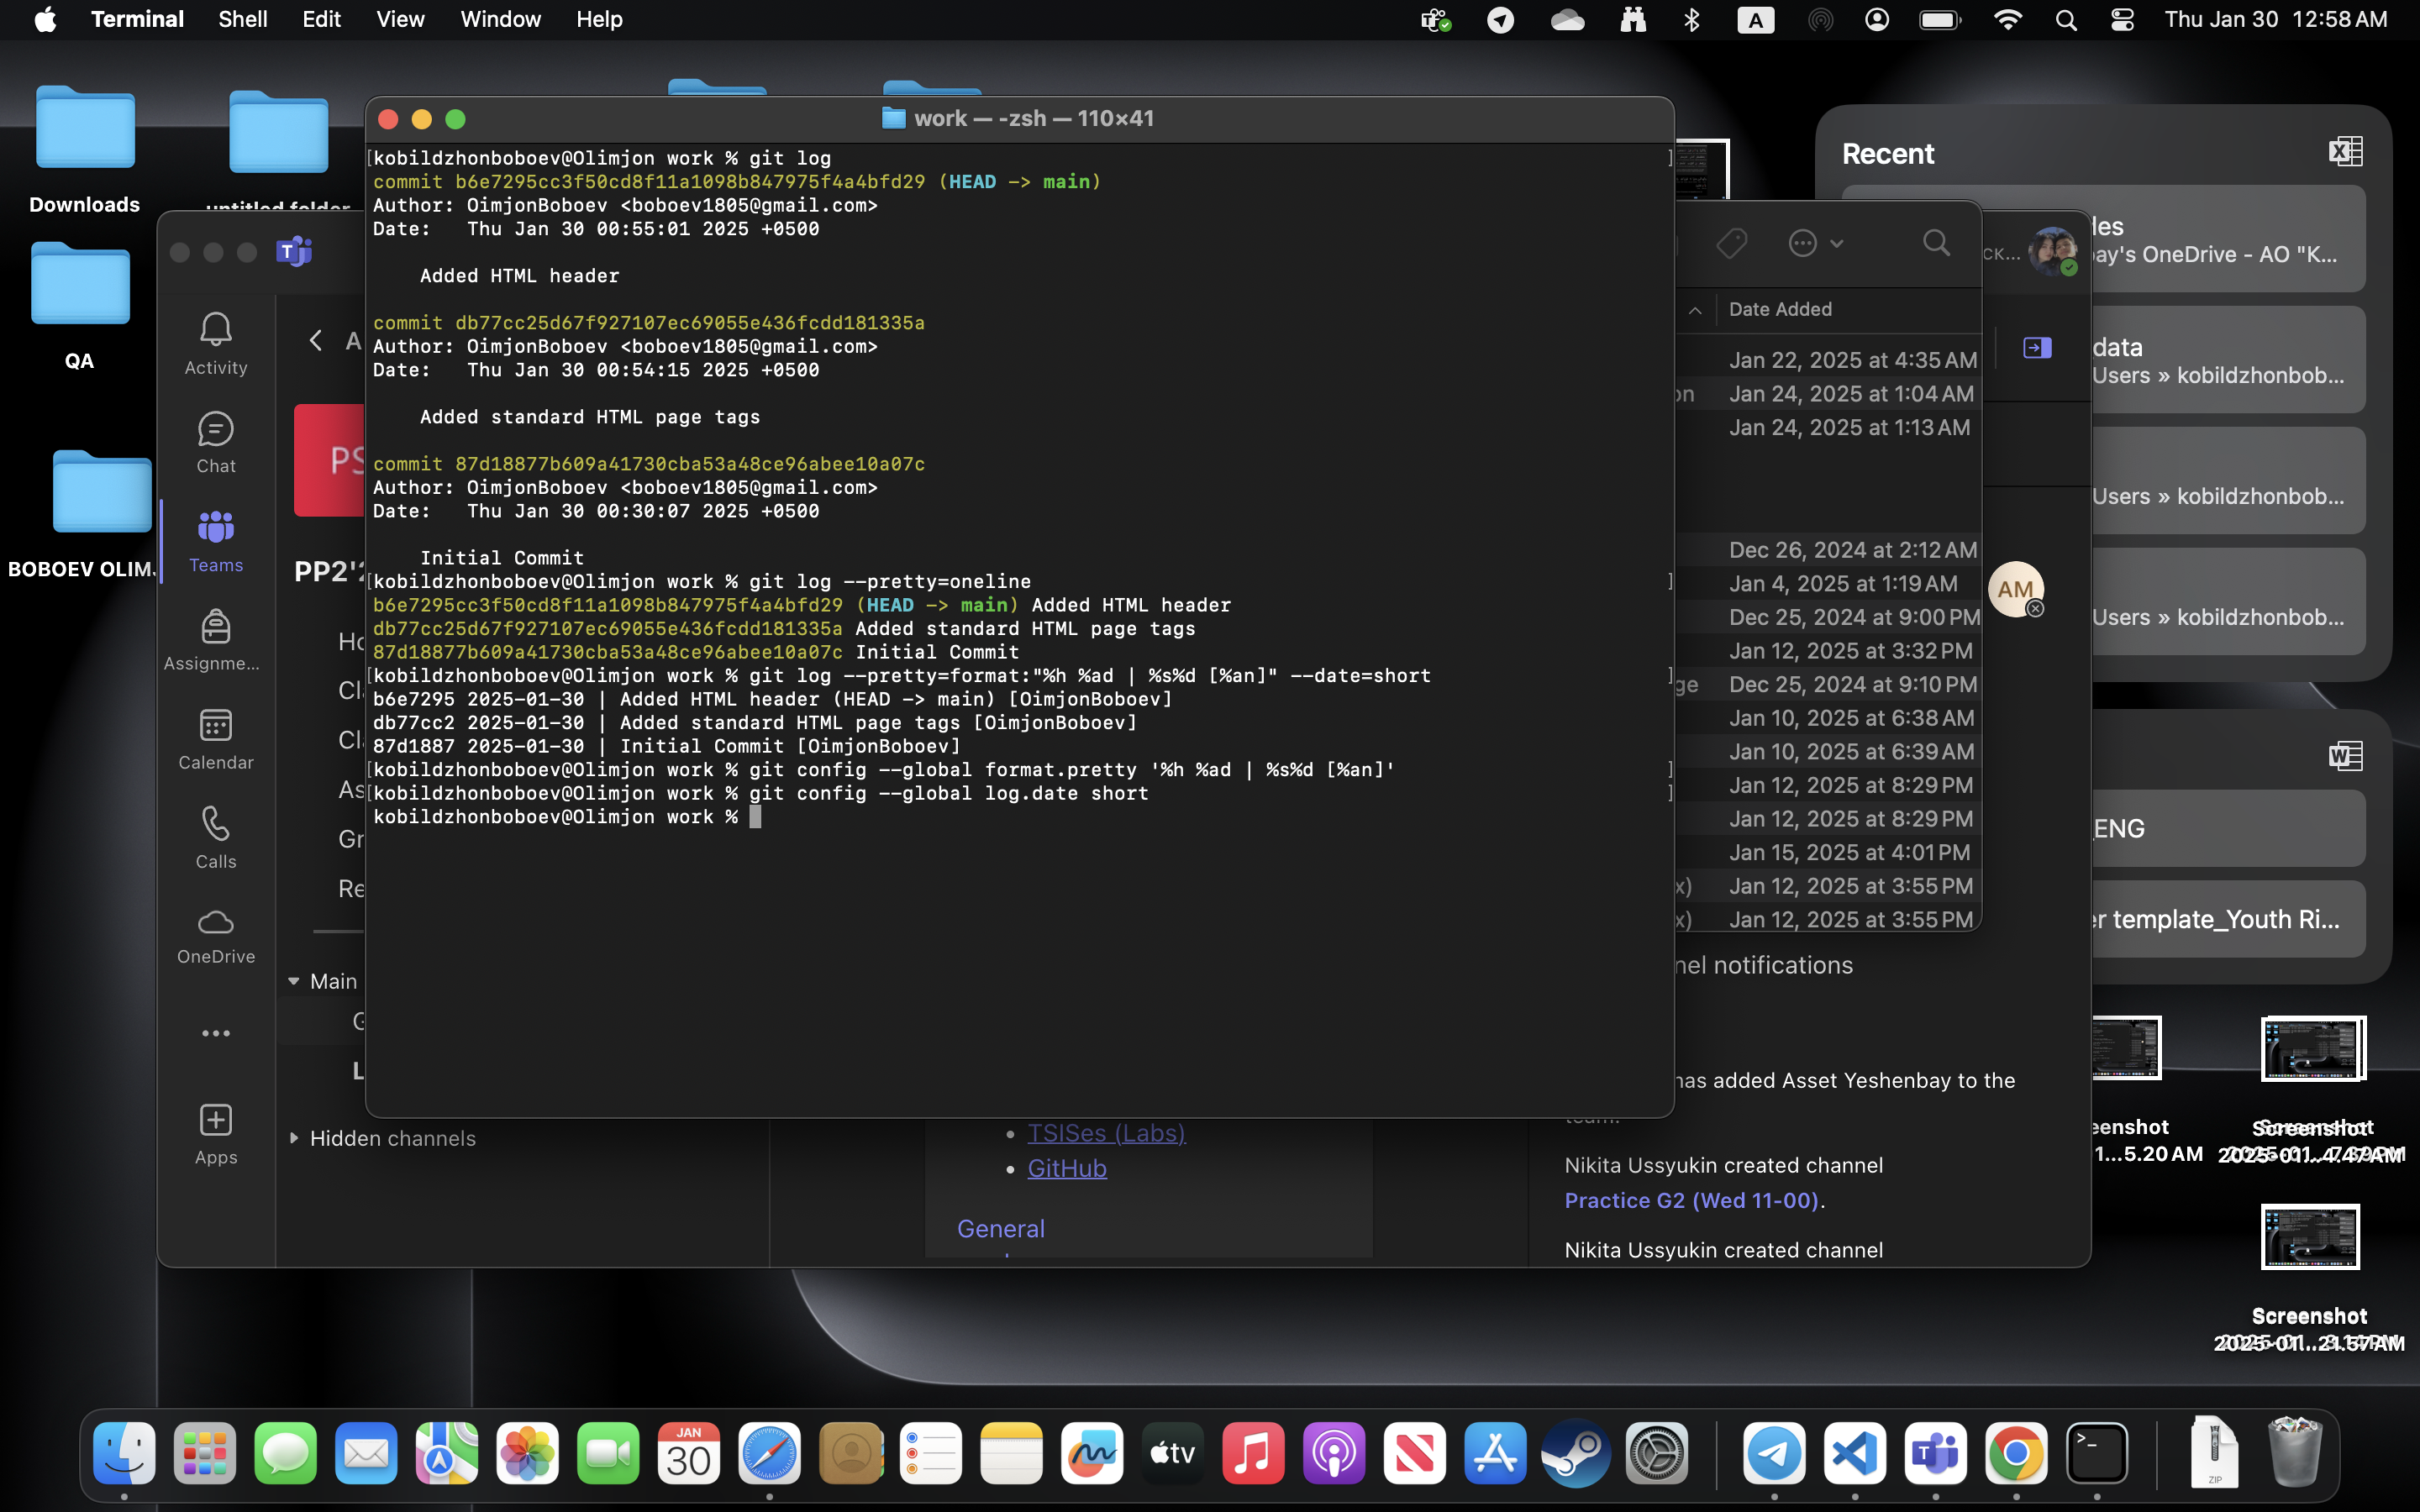 Terminal Shell Edit View Window Help
A
Thu Jan 30 12:58 AM
Downloads
QA
work — -zsh — 110×41
[kobildzhonboboev@Olimjon work % git log ]
commit b6e7295cc3f50cd8f11a1098b847975f4a4bfd29 (HEAD -> main)
Author: OimjonBoboev <boboev1805@gmail.com>
Date:   Thu Jan 30 00:55:01 2025 +0500
Added HTML header
commit db77cc25d67f927107ec69055e436fcdd181335a
Author: OimjonBoboev <boboev1805@gmail.com>
Date:   Thu Jan 30 00:54:15 2025 +0500
Added standard HTML page tags
commit 87d18877b609a41730cba53a48ce96abee10a07c
Author: OimjonBoboev <boboev1805@gmail.com>
Date:   Thu Jan 30 00:30:07 2025 +0500
Initial Commit
[kobildzhonboboev@Olimjon work % git log --pretty=oneline ]
b6e7295cc3f50cd8f11a1098b847975f4a4bfd29 (HEAD -> main) Added HTML header
db77cc25d67f927107ec69055e436fcdd181335a Added standard HTML page tags
87d18877b609a41730cba53a48ce96abee10a07c Initial Commit
[kobildzhonboboev@Olimjon work % git log --pretty=format:"%h %ad | %s%d [%an]" --date=short ]
b6e7295 2025-01-30 | Added HTML header (HEAD -> main) [OimjonBoboev]
db77cc2 2025-01-30 | Added standard HTML page tags [OimjonBoboev]
87d1887 2025-01-30 | Initial Commit [OimjonBoboev]
[kobildzhonboboev@Olimjon work % git config --global format.pretty '%h %ad | %s%d [%an]' ]
[kobildzhonboboev@Olimjon work % git config --global log.date short ]
kobildzhonboboev@Olimjon work %
BOBOEV OLIM...
Activity
Chat
Teams
Assignme...
Calendar
Calls
OneDrive
Apps
PP2'
Main
Hidden channels
TSISes (Labs)
GitHub
General
Date Added
Jan 22, 2025 at 4:35 AM
Jan 24, 2025 at 1:04 AM
Jan 24, 2025 at 1:13 AM
Dec 26, 2024 at 2:12 AM
Jan 4, 2025 at 1:19 AM
Dec 25, 2024 at 9:00 PM
Jan 12, 2025 at 3:32 PM
Dec 25, 2024 at 9:10 PM
Jan 10, 2025 at 6:38 AM
Jan 10, 2025 at 6:39 AM
Jan 12, 2025 at 8:29 PM
Jan 12, 2025 at 8:29 PM
Jan 15, 2025 at 4:01 PM
Jan 12, 2025 at 3:55 PM
Jan 12, 2025 at 3:55 PM
AM
nel notifications
has added Asset Yeshenbay to the
Nikita Ussyukin created channel
Practice G2 (Wed 11-00).
Nikita Ussyukin created channel
Recent
ay's OneDrive - AO "K...
data
Users » kobildzhonbob...
Users » kobildzhonbob...
Users » kobildzhonbob...
ENG
er template_Youth Ri...
eenshot
1...5.20 AM
Screenshot
Screenshot
JAN
30
tv
ZIP